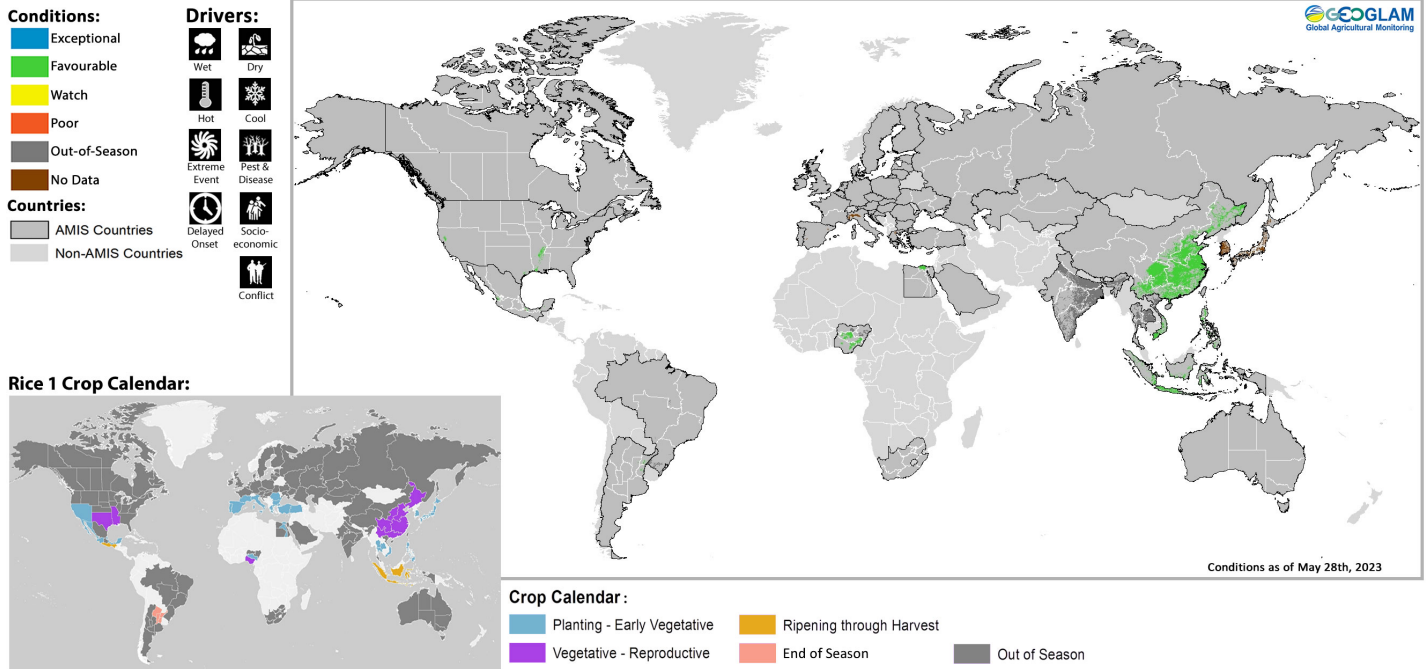 Conditions:
Exceptional
Favourable
Watch
Poor
Out-of-Season
No Data
Countries:
AMIS Countries
Non-AMIS Countries
Drivers:
Wet
Dry
Hot
Cool
Extreme
Event
Pest &
Disease
Delayed
Onset
Socio-
economic
Conflict
GEOGLAM
Global Agricultural Monitoring
Rice 1 Crop Calendar:
Conditions as of May 28th, 2023
Crop Calendar :
Planting - Early Vegetative
Vegetative - Reproductive
Ripening through Harvest
End of Season
Out of Season